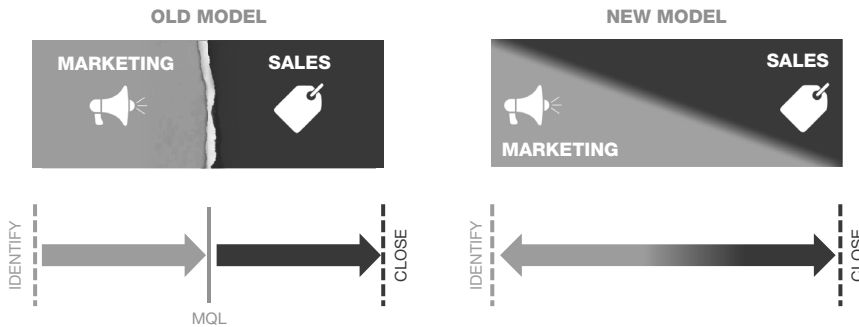 OLD MODEL
MARKETING
SALES
IDENTIFY
MQL
CLOSE
NEW MODEL
SALES
MARKETING
IDENTIFY
CLOSE